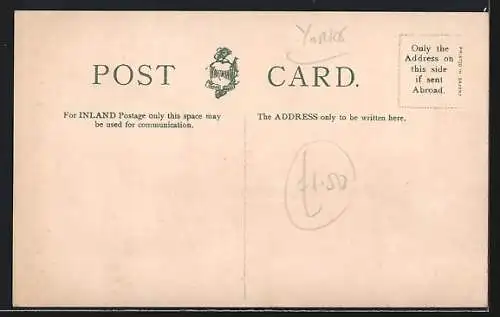 Yorks
POST CARD.
Only the
Address on
this side
if sent
Abroad.
For INLAND Postage only this space may
be used for communication.
The ADDRESS only to be written here.
£1.50